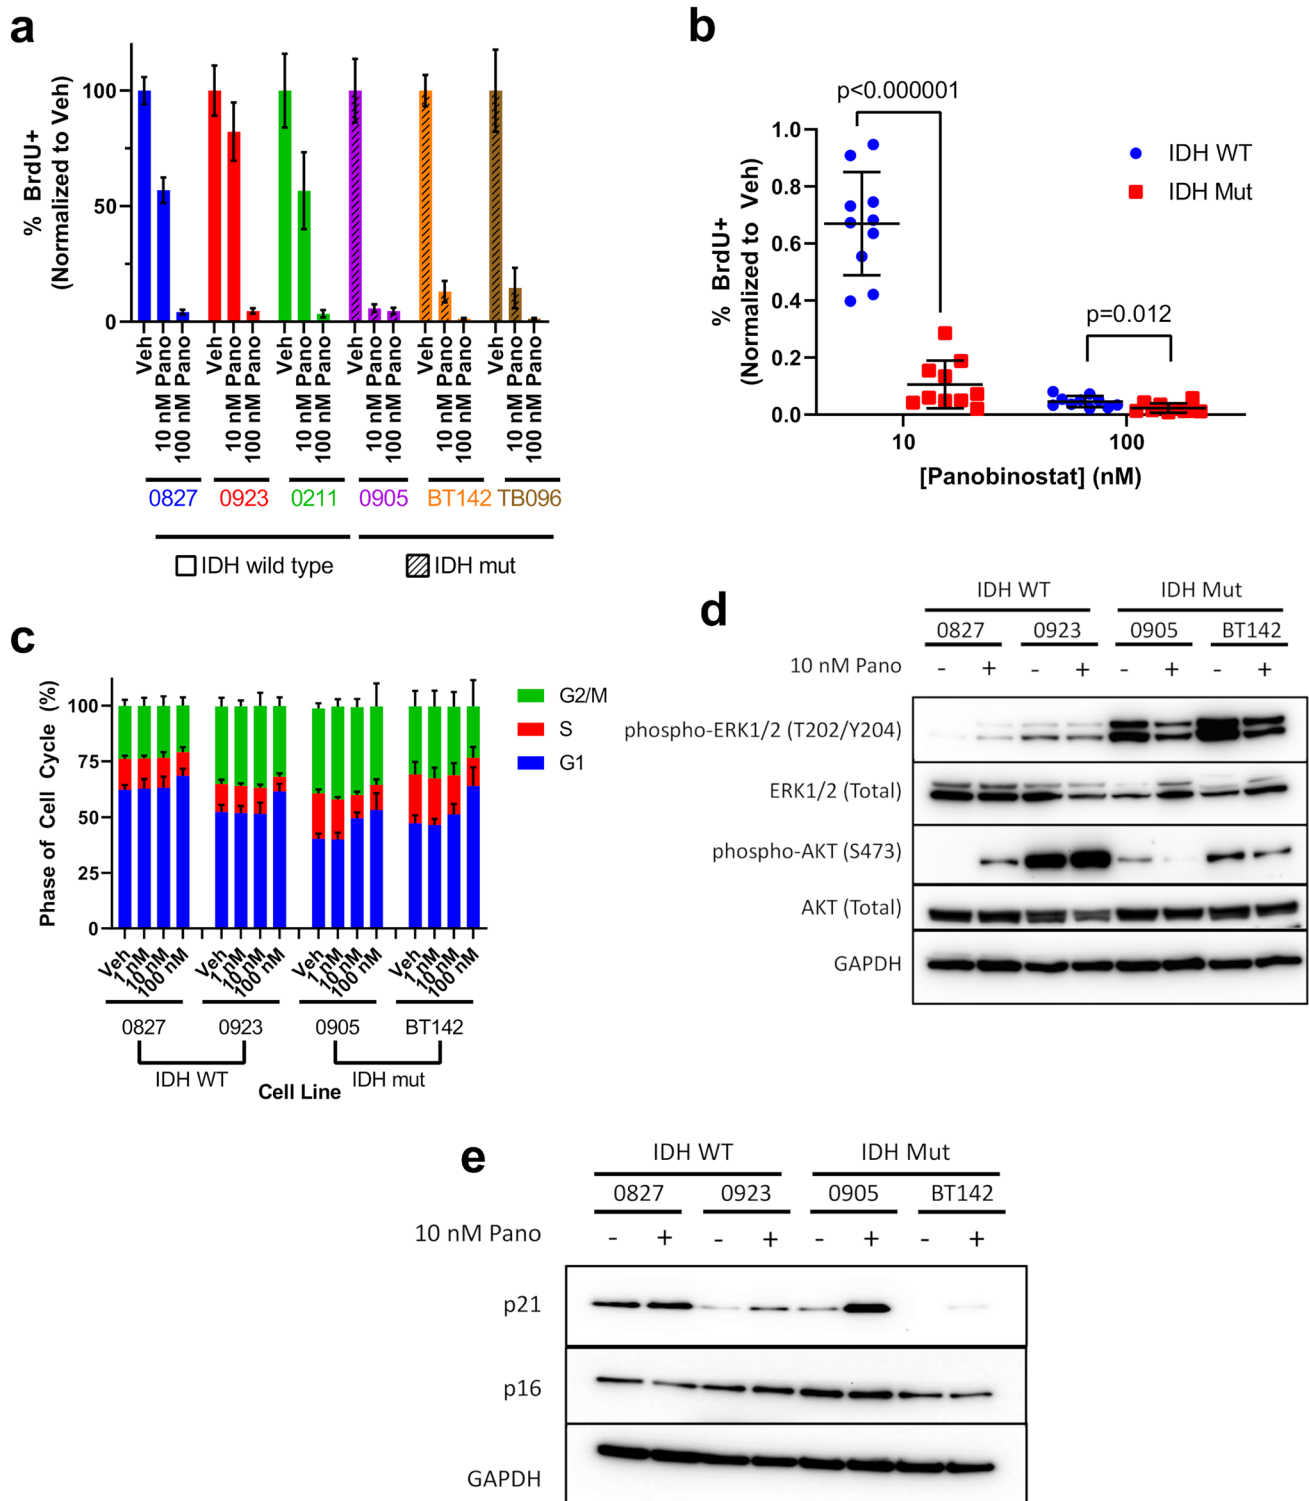 a
% BrdU+
(Normalized to Veh)
100
50
0
Veh
10 nM Pano
100 nM Pano
Veh
10 nM Pano
100 nM Pano
Veh
10 nM Pano
100 nM Pano
Veh
10 nM Pano
100 nM Pano
Veh
10 nM Pano
100 nM Pano
Veh
10 nM Pano
100 nM Pano
0827 0923 0211 0905 BT142 TB096
IDH wild type IDH mut
b
% BrdU+
(Normalized to Veh)
p<0.000001
p=0.012
1.0
0.8
0.6
0.4
0.2
0.0
10 100
[Panobinostat] (nM)
IDH WT
IDH Mut
c
Phase of Cell Cycle (%)
100
75
50
25
0
G2/M
S
G1
Veh 1 nM 10 nM 100 nM Veh 1 nM 10 nM 100 nM Veh 1 nM 10 nM 100 nM Veh 10 nM 100 nM
0827 0923 0905 BT142
IDH WT IDH mut
Cell Line
d
IDH WT IDH Mut
0827 0923 0905 BT142
10 nM Pano - + - + - + - +
phospho-ERK1/2 (T202/Y204)
ERK1/2 (Total)
phospho-AKT (S473)
AKT (Total)
GAPDH
e
IDH WT IDH Mut
0827 0923 0905 BT142
10 nM Pano - + - + - + - +
p21
p16
GAPDH